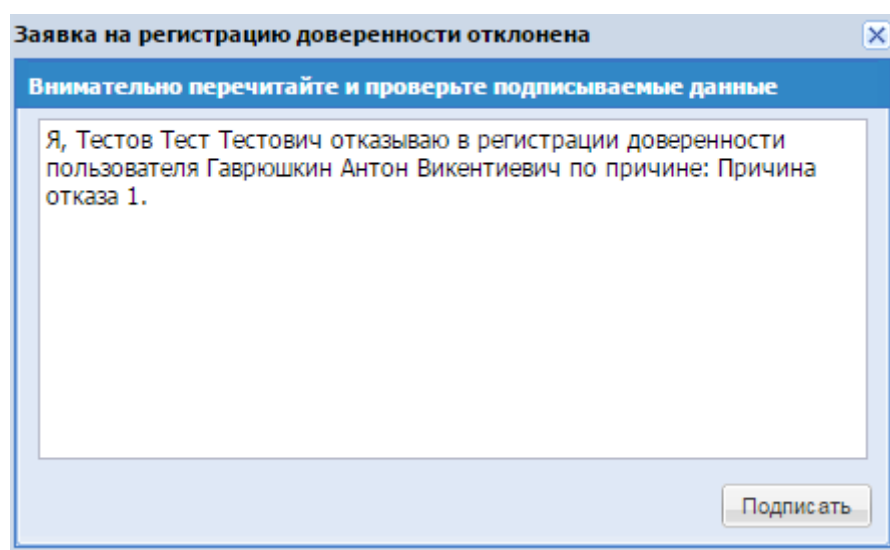 Заявка на регистрацию доверенности отклонена
Внимательно перечитайте и проверьте подписываемые данные
Я, Тестов Тест Тестович отказываю в регистрации доверенности
пользователя Гаврюшкин Антон Викентиевич по причине: Причина
отказа 1.
Подписать